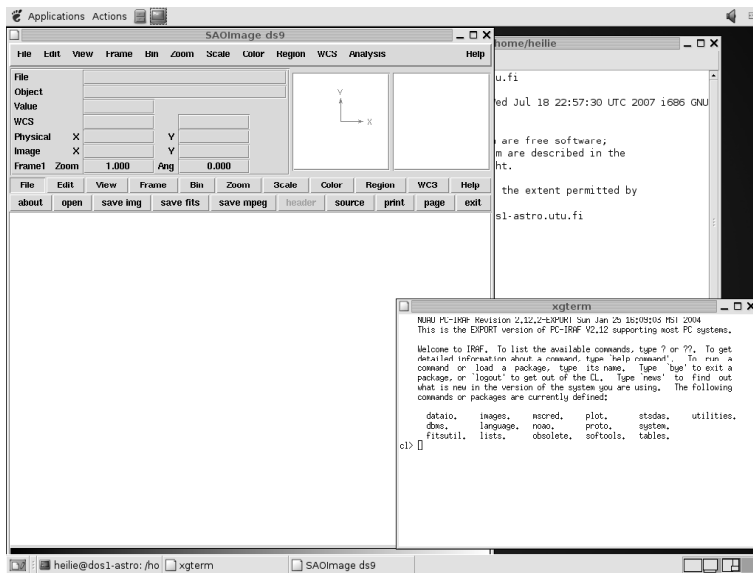 Applications Actions
SAOImage ds9
File Edit View Frame Bin Zoom Scale Color Region WCS Analysis Help
File
Object
Value
WCS
Physical X Y
Image X Y
Frame1 Zoom 1.000 Ang 0.000
Y
X
File Edit View Frame Bin Zoom Scale Color Region WCS Help
about open save img save fits save mpeg header source print page exit
home/heilie
u.fi
Wed Jul 18 22:57:30 UTC 2007 i686 GNU
are free software;
m are described in the
ht.
the extent permitted by
s1-astro.utu.fi
xgterm
NOAO PC-IRAF Revision 2.12.2-EXPORT Sun Jan 25 16:09:03 MST 2004
This is the EXPORT version of PC-IRAF V2.12 supporting most PC systems.
Welcome to IRAF. To list the available commands, type ? or ??. To get
detailed information about a command, type `help command'. To run a
command or load a package, type its name. Type `bye' to exit a
package, or `logout' to get out of the CL. Type `news' to find out
what is new in the version of the system you are using. The following
commands or packages are currently defined:
dataio. images. mscred. plot. stsdas. utilities.
dbms. language. noao. proto. system.
fitsutil. lists. obsolete. softools. tables.
cl>
heilie@dos1-astro: /ho xgterm SAOImage ds9